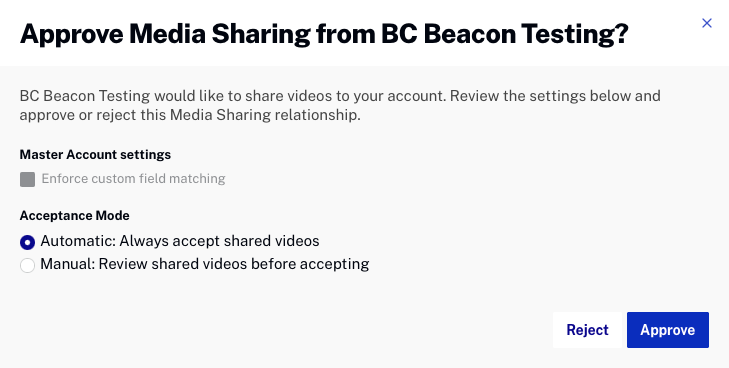 Approve Media Sharing from BC Beacon Testing?
BC Beacon Testing would like to share videos to your account. Review the settings below and
approve or reject this Media Sharing relationship.
Master Account settings
Enforce custom field matching
Acceptance Mode
Automatic: Always accept shared videos
Manual: Review shared videos before accepting
Reject Approve